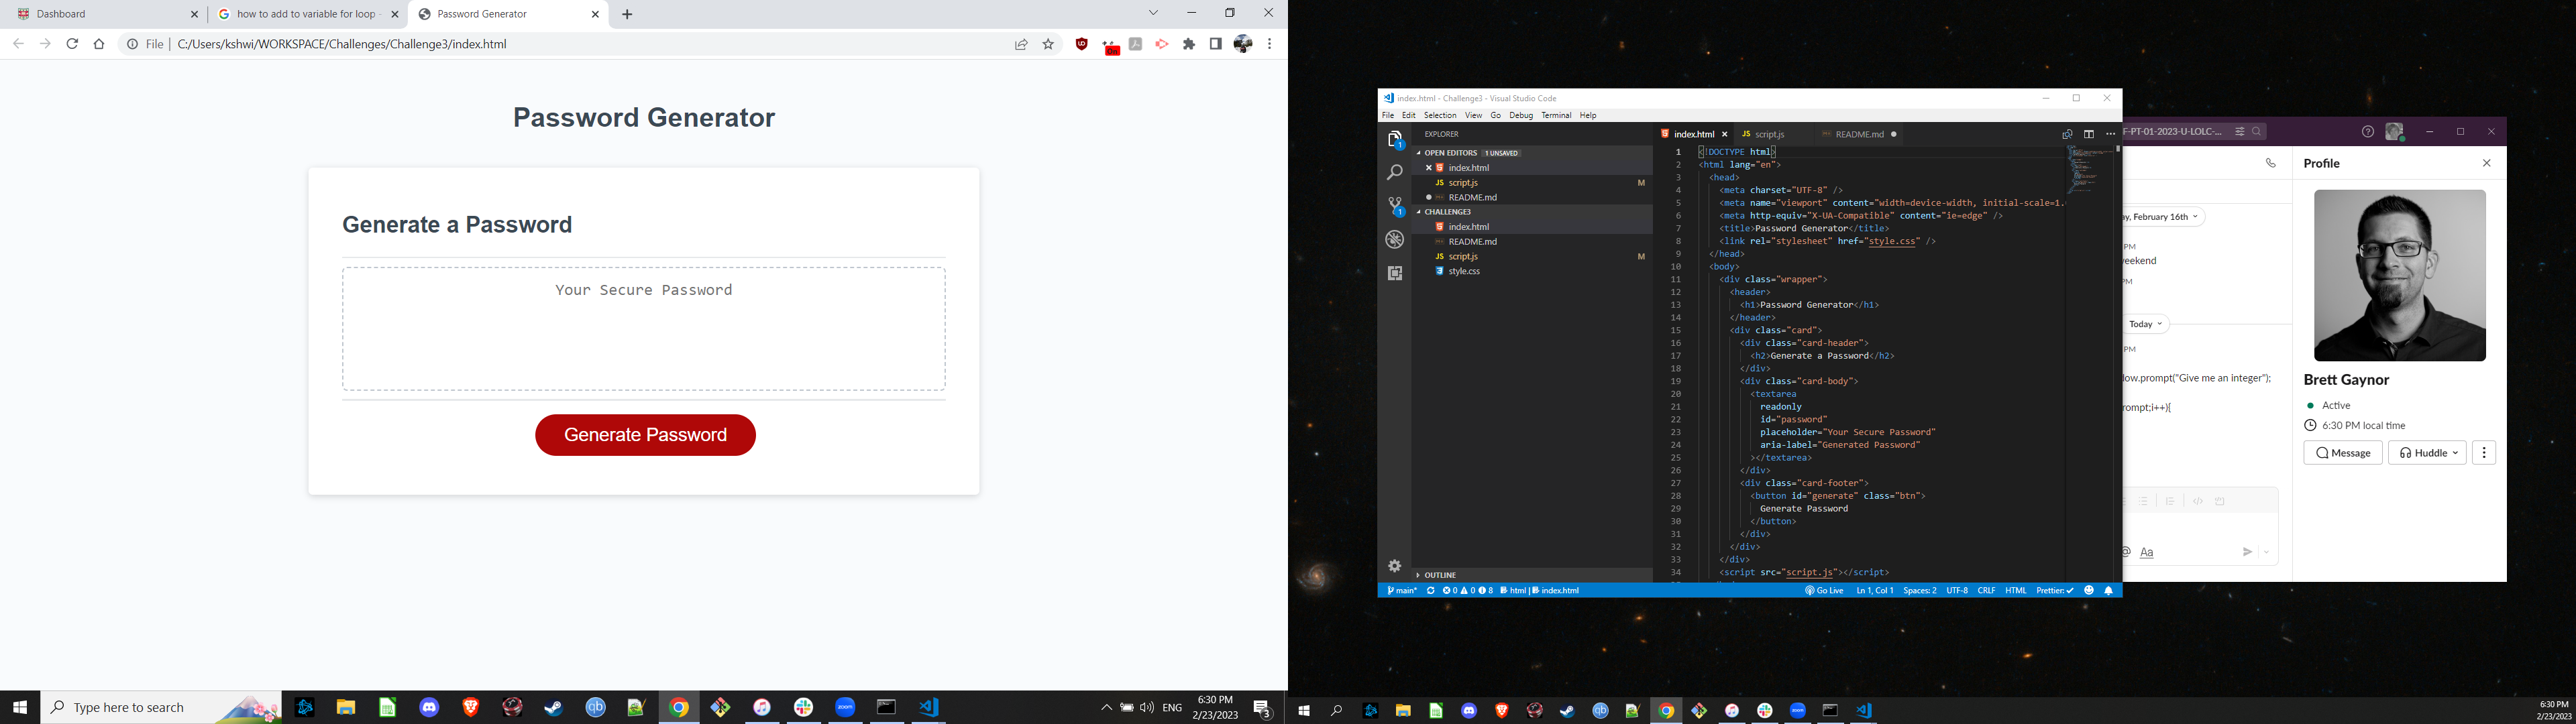 Dashboard
how to add to variable for loop -
Password Generator
File
C:/Users/kshwi/WORKSPACE/Challenges/Challenge3/index.html
On
Password Generator
Generate a Password
Your Secure Password
Generate Password
Type here to search
ENG
6:30 PM
2/23/2023
3
index.html - Challenge3 - Visual Studio Code
File Edit Selection View Go Debug Terminal Help
EXPLORER
OPEN EDITORS 1 UNSAVED
index.html
JS script.js M
README.md
CHALLENGE3
index.html
README.md
JS script.js M
style.css
OUTLINE
index.html
JS script.js
README.md
1 <!DOCTYPE html>
2 <html lang="en">
3 <head>
4 <meta charset="UTF-8" />
5 <meta name="viewport" content="width=device-width, initial-scale=1.
6 <meta http-equiv="X-UA-Compatible" content="ie=edge" />
7 <title>Password Generator</title>
8 <link rel="stylesheet" href="style.css" />
9 </head>
10 <body>
11 <div class="wrapper">
12 <header>
13 <h1>Password Generator</h1>
14 </header>
15 <div class="card">
16 <div class="card-header">
17 <h2>Generate a Password</h2>
18 </div>
19 <div class="card-body">
20 <textarea
21 readonly
22 id="password"
23 placeholder="Your Secure Password"
24 aria-label="Generated Password"
25 ></textarea>
26 </div>
27 <div class="card-footer">
28 <button id="generate" class="btn">
29 Generate Password
30 </button>
31 </div>
32 </div>
33 </div>
34 <script src="script.js"></script>
main* 0 0 8 html | index.html
Go Live Ln 1, Col 1 Spaces: 2 UTF-8 CRLF HTML Prettier: ✓
F-PT-01-2023-U-LOLC-...
ay, February 16th
PM
weekend
PM
Today
PM
low.prompt("Give me an integer");
rompt;i++){
Aa
Profile
Brett Gaynor
Active
6:30 PM local time
Message
Huddle
6:30 PM
2/23/2023